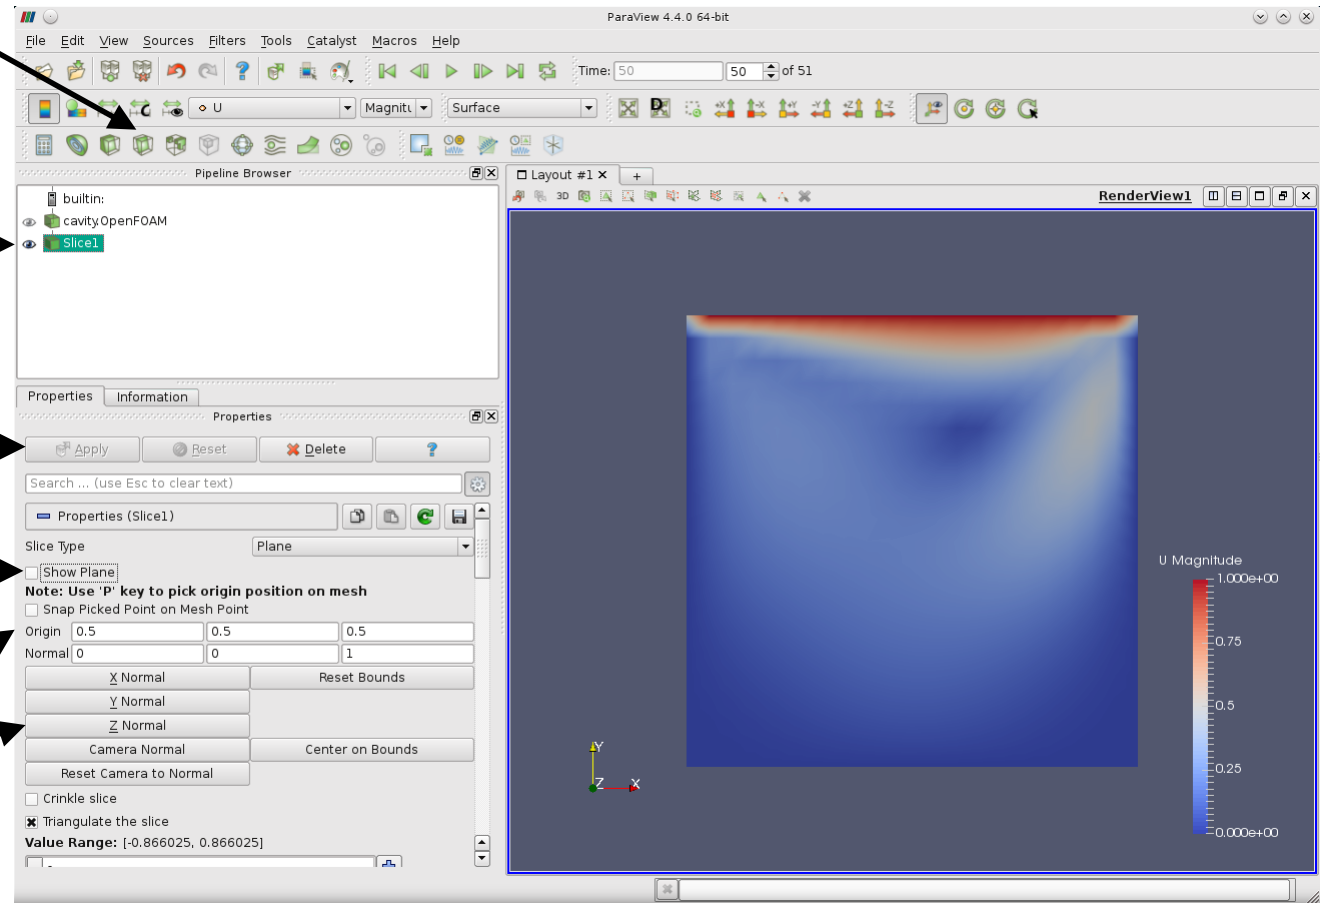 ParaView 4.4.0 64-bit
File Edit View Sources Filters Tools Catalyst Macros Help
Time: 50 50 of 51
U Magnitu Surface
Pipeline Browser
Layout #1
builtin:
3D RenderView1
cavity.OpenFOAM
Slice1
Properties Information
Properties
Apply Reset Delete ?
Search ... (use Esc to clear text)
Properties (Slice1)
Slice Type Plane
Show Plane
Note: Use 'P' key to pick origin position on mesh
Snap Picked Point on Mesh Point
Origin 0.5 0.5 0.5
Normal 0 0 1
X Normal Reset Bounds
Y Normal
Z Normal
Camera Normal Center on Bounds
Reset Camera to Normal
Crinkle slice
Triangulate the slice
Value Range: [-0.866025, 0.866025]
U Magnitude
1.000e+00
0.75
0.5
0.25
0.000e+00
Y
Z X